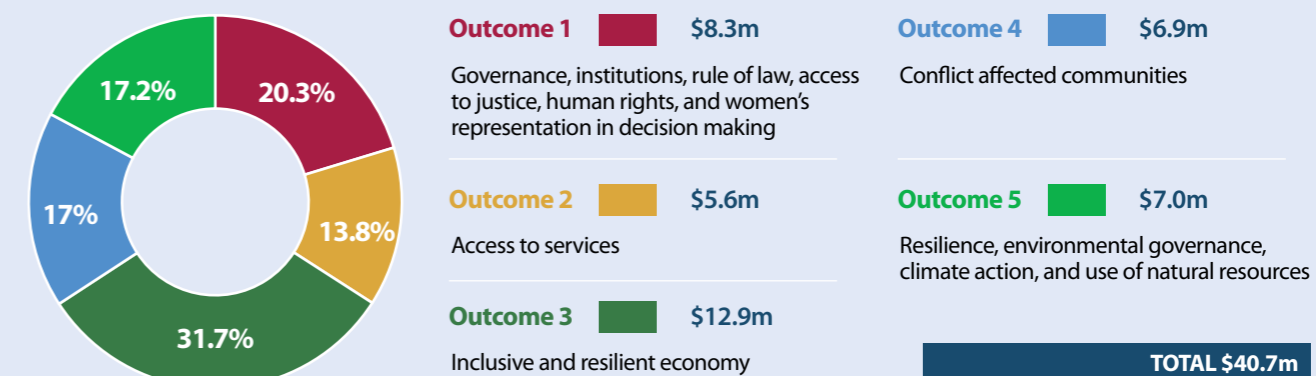 17.2%
20.3%
17%
13.8%
31.7%
Outcome 1 $8.3m
Governance, institutions, rule of law, access
to justice, human rights, and women’s
representation in decision making
Outcome 2 $5.6m
Access to services
Outcome 3 $12.9m
Inclusive and resilient economy
Outcome 4 $6.9m
Conflict affected communities
Outcome 5 $7.0m
Resilience, environmental governance,
climate action, and use of natural resources
TOTAL $40.7m